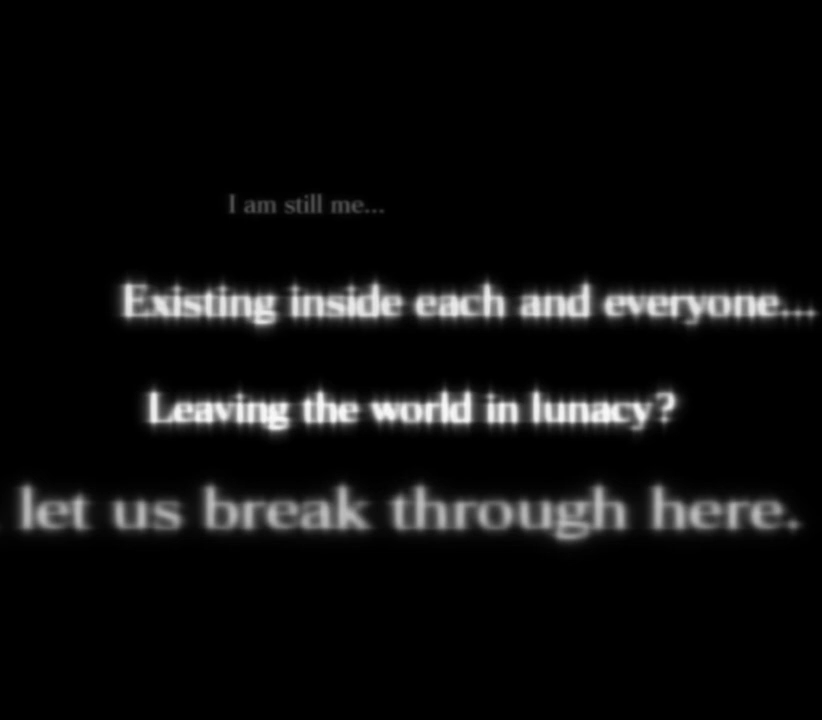 I am still me...
Existing inside each and everyone...
Leaving the world in lunacy?
let us break through here.